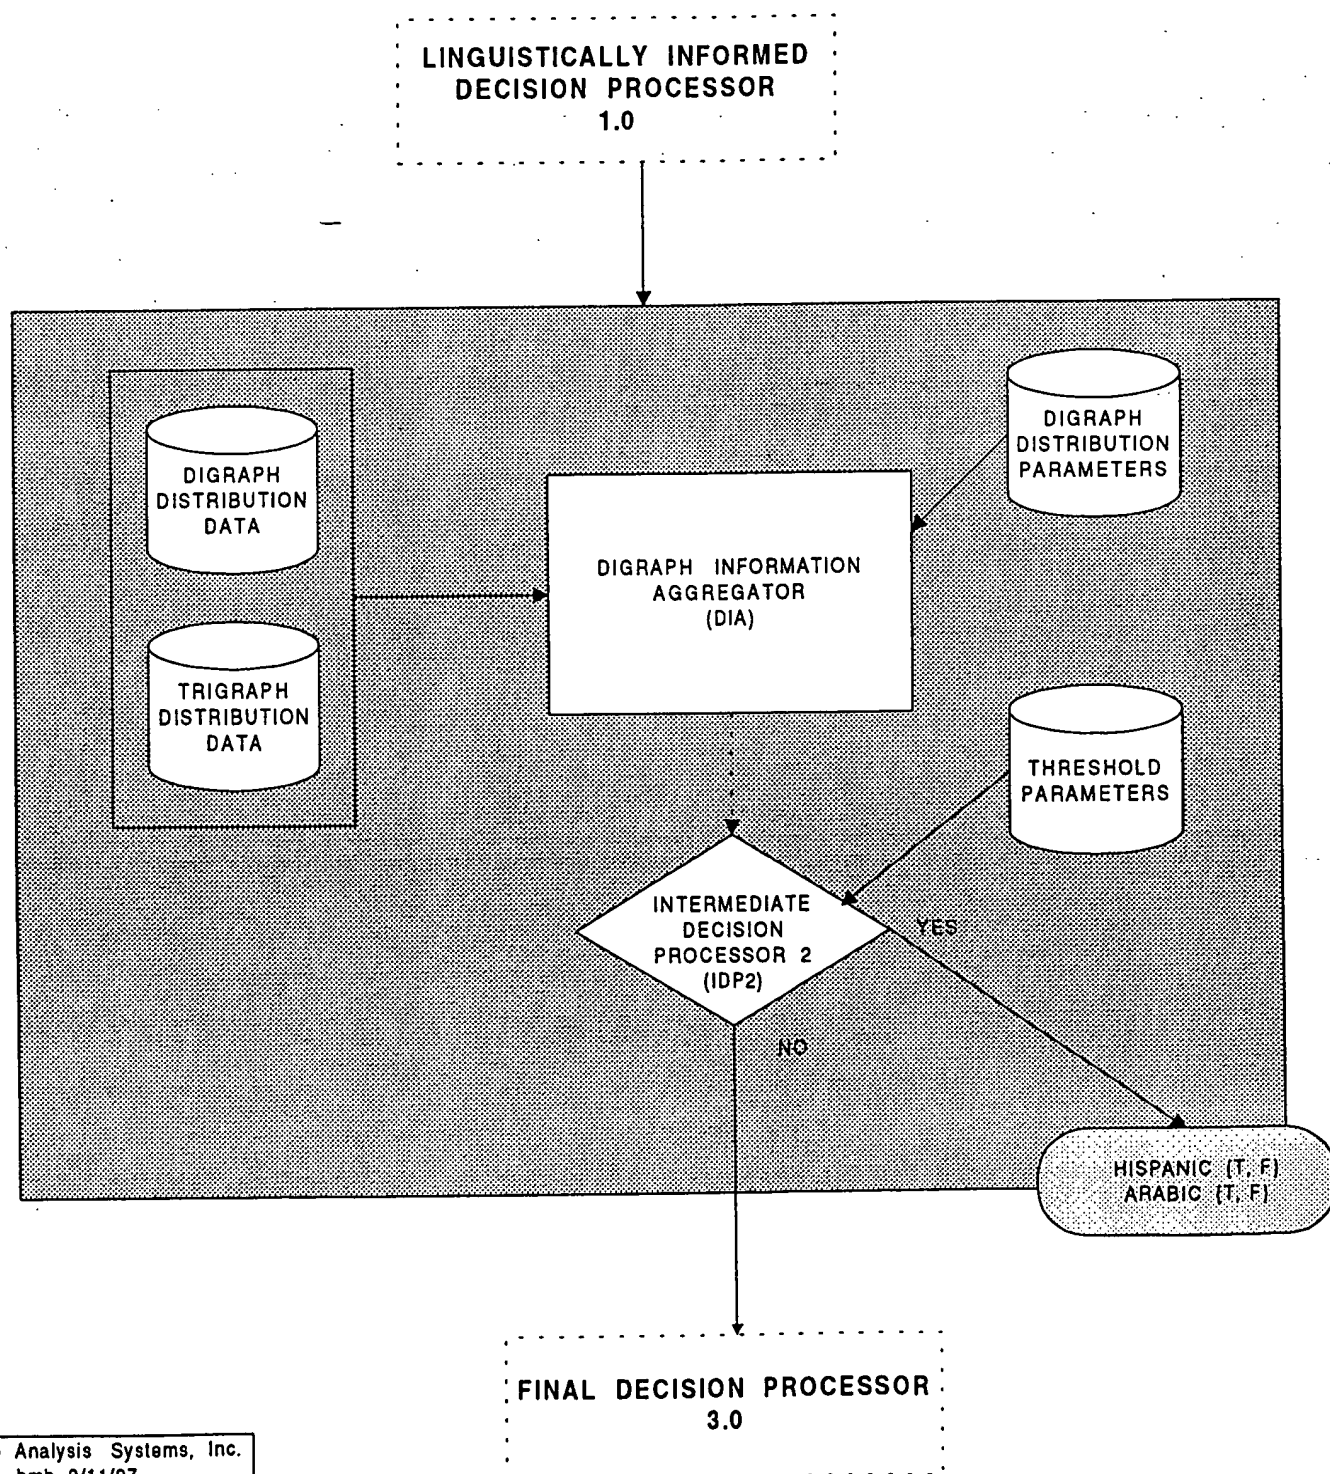 LINGUISTICALLY INFORMED
DECISION PROCESSOR
1.0
DIGRAPH
DISTRIBUTION
DATA
TRIGRAPH
DISTRIBUTION
DATA
DIGRAPH INFORMATION
AGGREGATOR
(DIA)
DIGRAPH
DISTRIBUTION
PARAMETERS
THRESHOLD
PARAMETERS
INTERMEDIATE
DECISION
PROCESSOR 2
(IDP2)
YES
NO
HISPANIC (T, F)
ARABIC (T, F)
FINAL DECISION PROCESSOR
3.0
Analysis Systems, Inc.